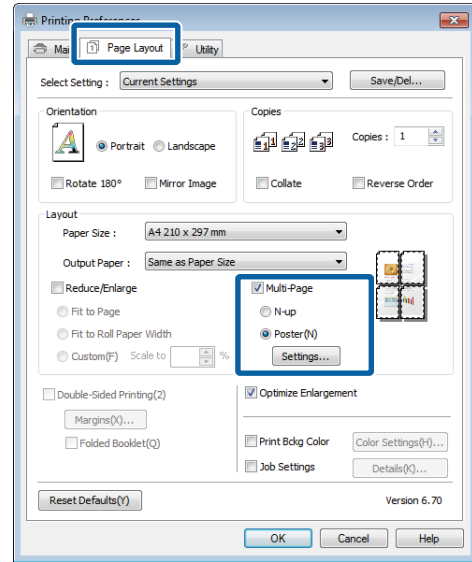 Printing Preferences
Page Layout
Utility
Select Setting : Current Settings Save/Del...
Orientation
Portrait Landscape
Rotate 180° Mirror Image
Copies
Copies : 1
Collate Reverse Order
Layout
Paper Size : A4 210 x 297 mm
Output Paper : Same as Paper Size
Reduce/Enlarge
Fit to Page
Fit to Roll Paper Width
Custom(F) Scale to %
Multi-Page
N-up
Poster(N)
Settings...
Double-Sided Printing(2)
Margins(X)...
Folded Booklet(Q)
Optimize Enlargement
Print Bckg Color Color Settings(H)...
Job Settings Details(K)...
Reset Defaults(Y) Version 6.70
OK Cancel Help